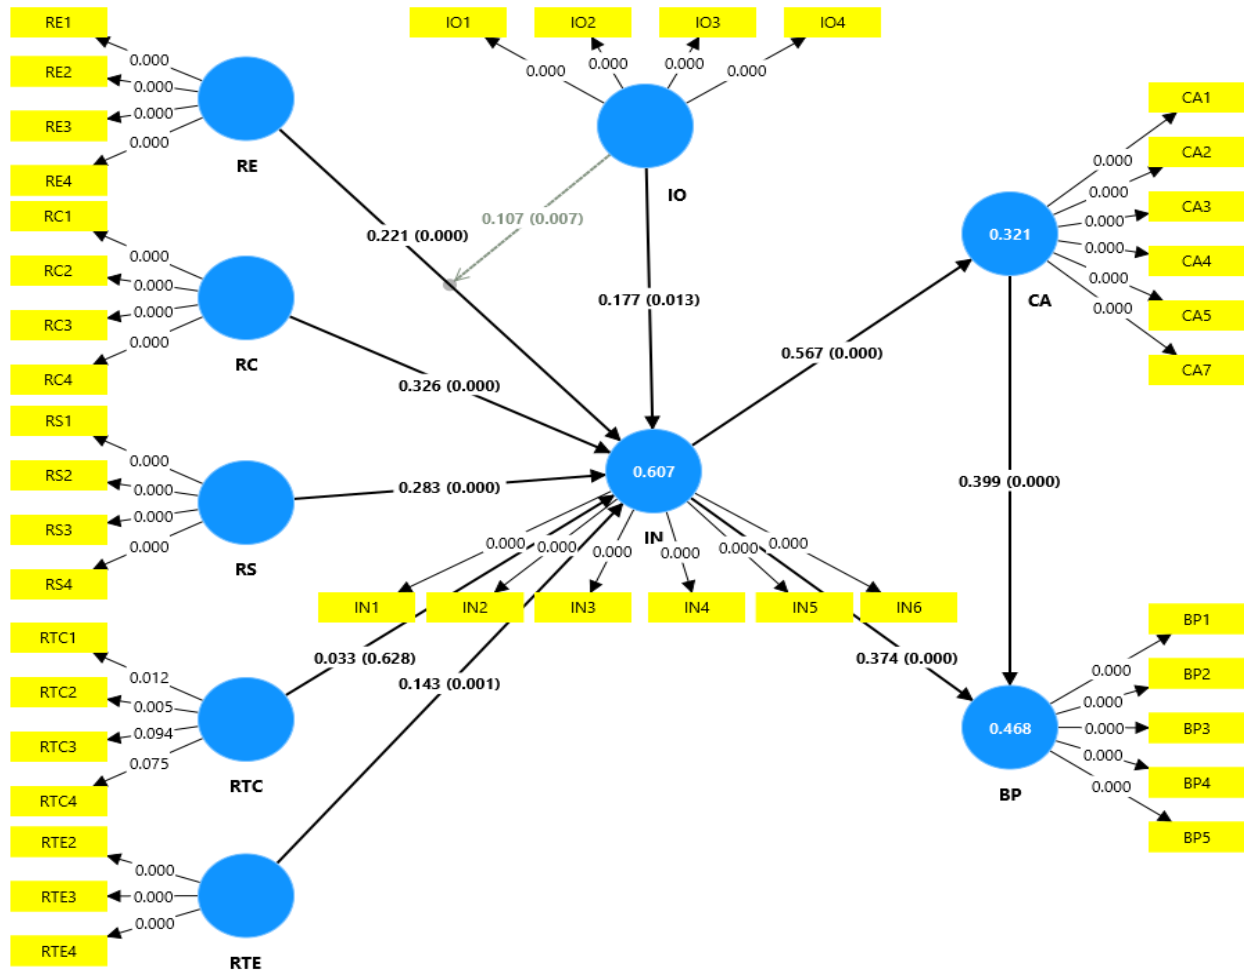 RE1
RE2
RE3
RE4
0.000
0.000
0.000
0.000
RE
IO1
IO2
IO3
IO4
0.000
0.000
0.000
0.000
IO
0.107 (0.007)
0.221 (0.000)
0.177 (0.013)
RC1
RC2
RC3
RC4
0.000
0.000
0.000
0.000
RC
0.326 (0.000)
RS1
RS2
RS3
RS4
0.000
0.000
0.000
0.000
RS
0.283 (0.000)
0.607
IN
0.000
0.000
0.000
0.000
0.000
0.000
IN1
IN2
IN3
IN4
IN5
IN6
RTC1
RTC2
RTC3
RTC4
0.012
0.005
0.094
0.075
RTC
0.033 (0.628)
0.143 (0.001)
RTE2
RTE3
RTE4
0.000
0.000
0.000
RTE
0.567 (0.000)
0.321
CA
0.000
0.000
0.000
0.000
0.000
0.000
CA1
CA2
CA3
CA4
CA5
CA7
0.399 (0.000)
0.374 (0.000)
0.468
BP
0.000
0.000
0.000
0.000
0.000
BP1
BP2
BP3
BP4
BP5